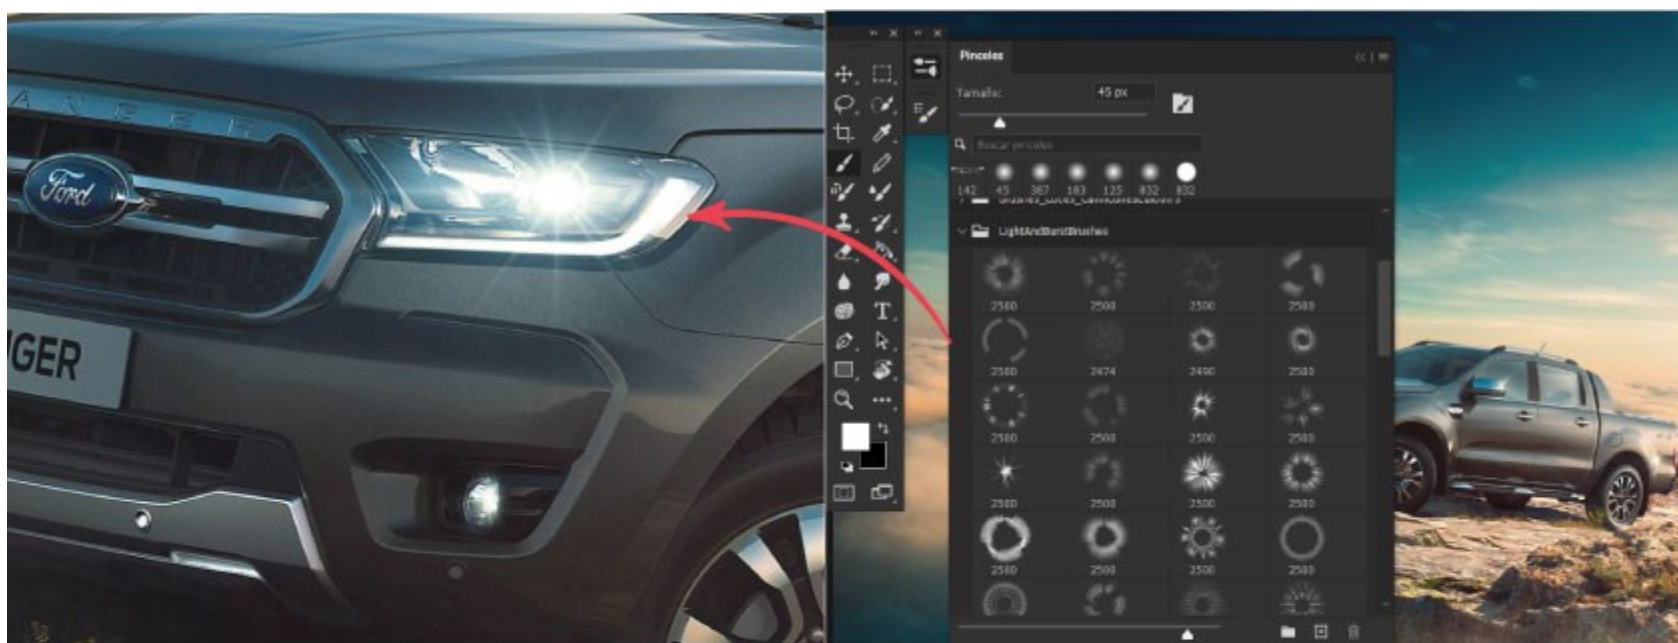 RANGER
Ford
NGER
Pinceles
Tamaño:
45 px
Buscar pinceles
142 45 387 183 125 832 832
LightAndBurstBrushes
2500 2500 2500 2500
2500 2474 2490 2500
2500 2500 2500 2500
2500 2500 2500 2500
2500 2500 2500 2500